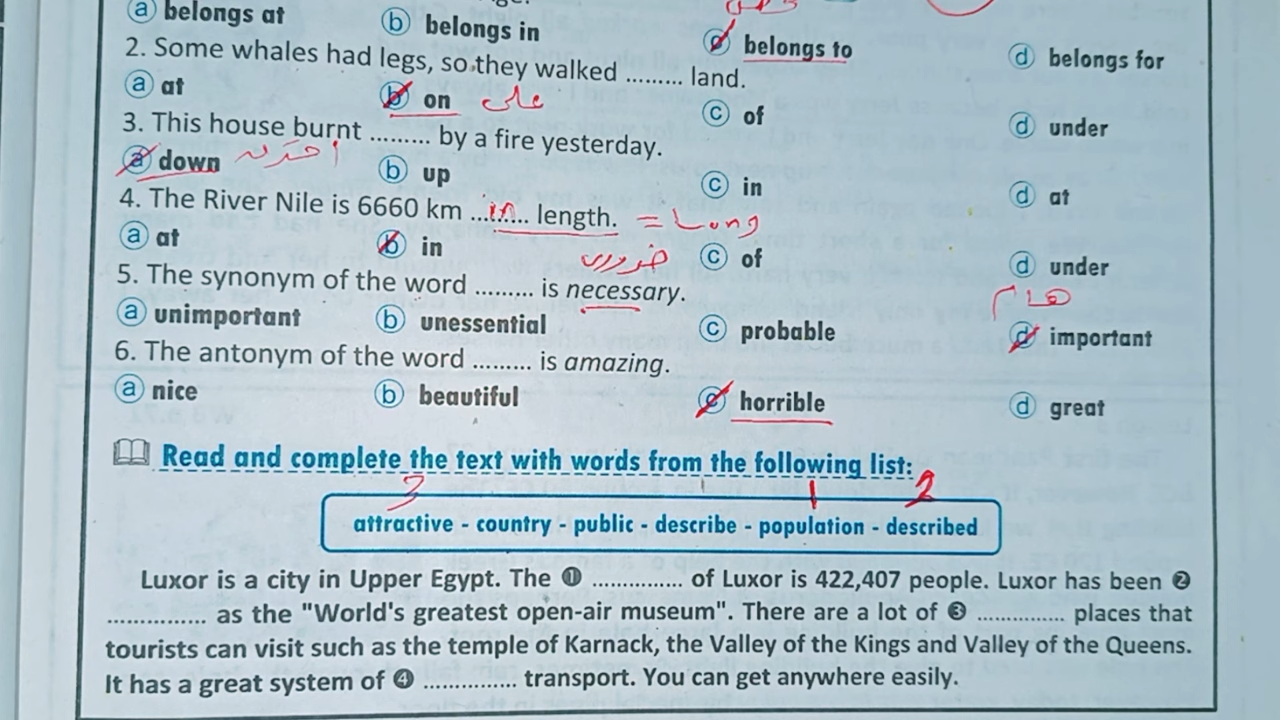 a belongs at b belongs in c belongs to d belongs for
2. Some whales had legs, so they walked ......... land.
a at b on على c of d under
3. This house burnt ......... by a fire yesterday.
a down b up c in d at
4. The River Nile is 6660 km ...in... length. = Long
a at b in c of d under
5. The synonym of the word ......... is necessary.
a unimportant b unessential c probable d important
6. The antonym of the word ......... is amazing.
a nice b beautiful c horrible d great
Read and complete the text with words from the following list:
3 1 2
attractive - country - public - describe - population - described
Luxor is a city in Upper Egypt. The ❶ ............... of Luxor is 422,407 people. Luxor has been ❷
............... as the "World's greatest open-air museum". There are a lot of ❸ ............... places that
tourists can visit such as the temple of Karnack, the Valley of the Kings and Valley of the Queens.
It has a great system of ❹ ............... transport. You can get anywhere easily.